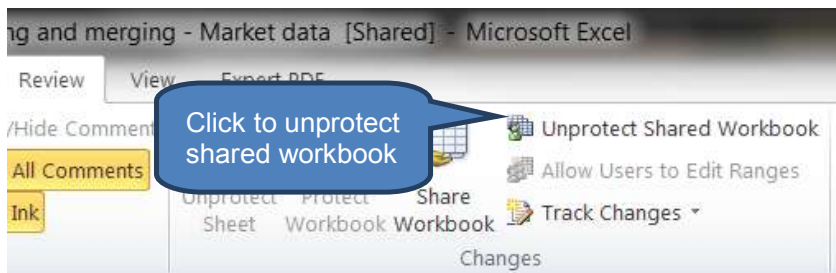 ng and merging - Market data [Shared] - Microsoft Excel
Review View Expert PDF
Click to unprotect
shared workbook
/Hide Comment
All Comments
Ink
Unprotect Protect Share
Sheet Workbook Workbook
Unprotect Shared Workbook
Allow Users to Edit Ranges
Track Changes
Changes